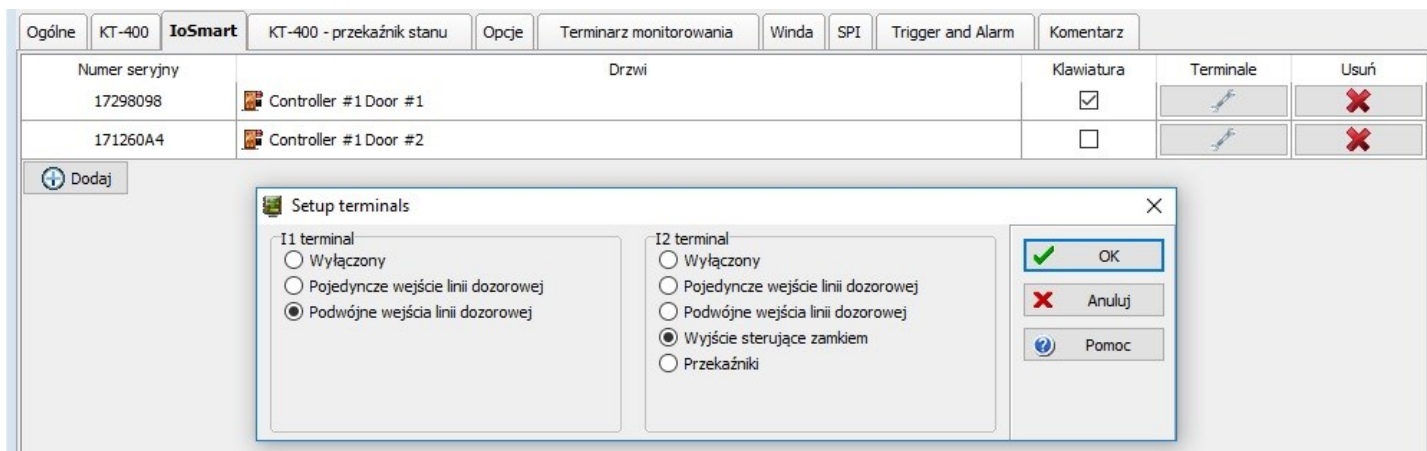 Ogólne KT-400 IoSmart KT-400 - przekaźnik stanu Opcje Terminarz monitorowania Winda SPI Trigger and Alarm Komentarz
Numer seryjny Drzwi Klawiatura Terminale Usuń
17298098 Controller #1 Door #1
171260A4 Controller #1 Door #2
Dodaj
Setup terminals
I1 terminal
Wyłączony
Pojedyncze wejście linii dozorowej
Podwójne wejścia linii dozorowej
I2 terminal
Wyłączony
Pojedyncze wejście linii dozorowej
Podwójne wejścia linii dozorowej
Wyjście sterujące zamkiem
Przekaźniki
OK
Anuluj
Pomoc